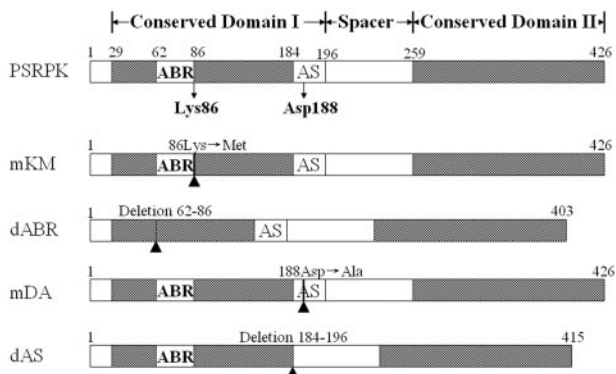 Conserved Domain I Spacer Conserved Domain II
1 29 62 86 184 196 259 426
PSRPK ABR AS
Lys86 Asp188
86Lys→Met
1 426
mKM ABR AS
1 Deletion 62-86 403
dABR AS
1 188Asp→Ala 426
mDA ABR AS
1 Deletion 184-196 415
dAS ABR